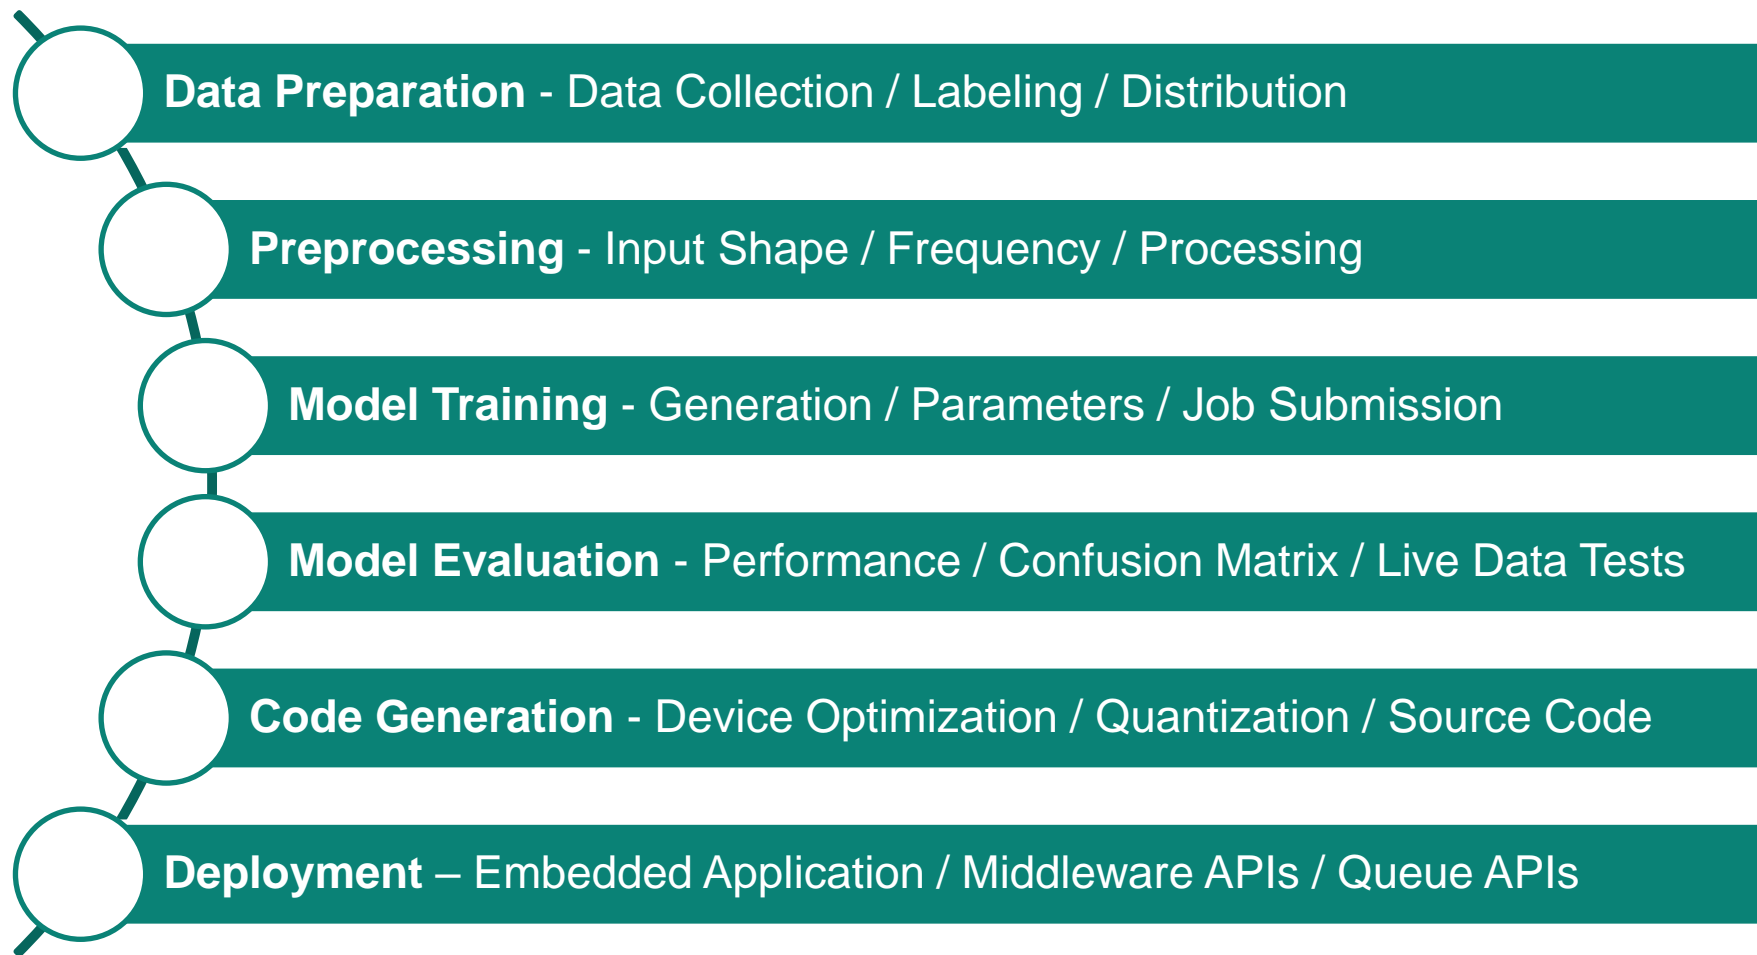 Data Preparation - Data Collection / Labeling / Distribution
Preprocessing - Input Shape / Frequency / Processing
Model Training - Generation / Parameters / Job Submission
Model Evaluation - Performance / Confusion Matrix / Live Data Tests
Code Generation - Device Optimization / Quantization / Source Code
Deployment – Embedded Application / Middleware APIs / Queue APIs